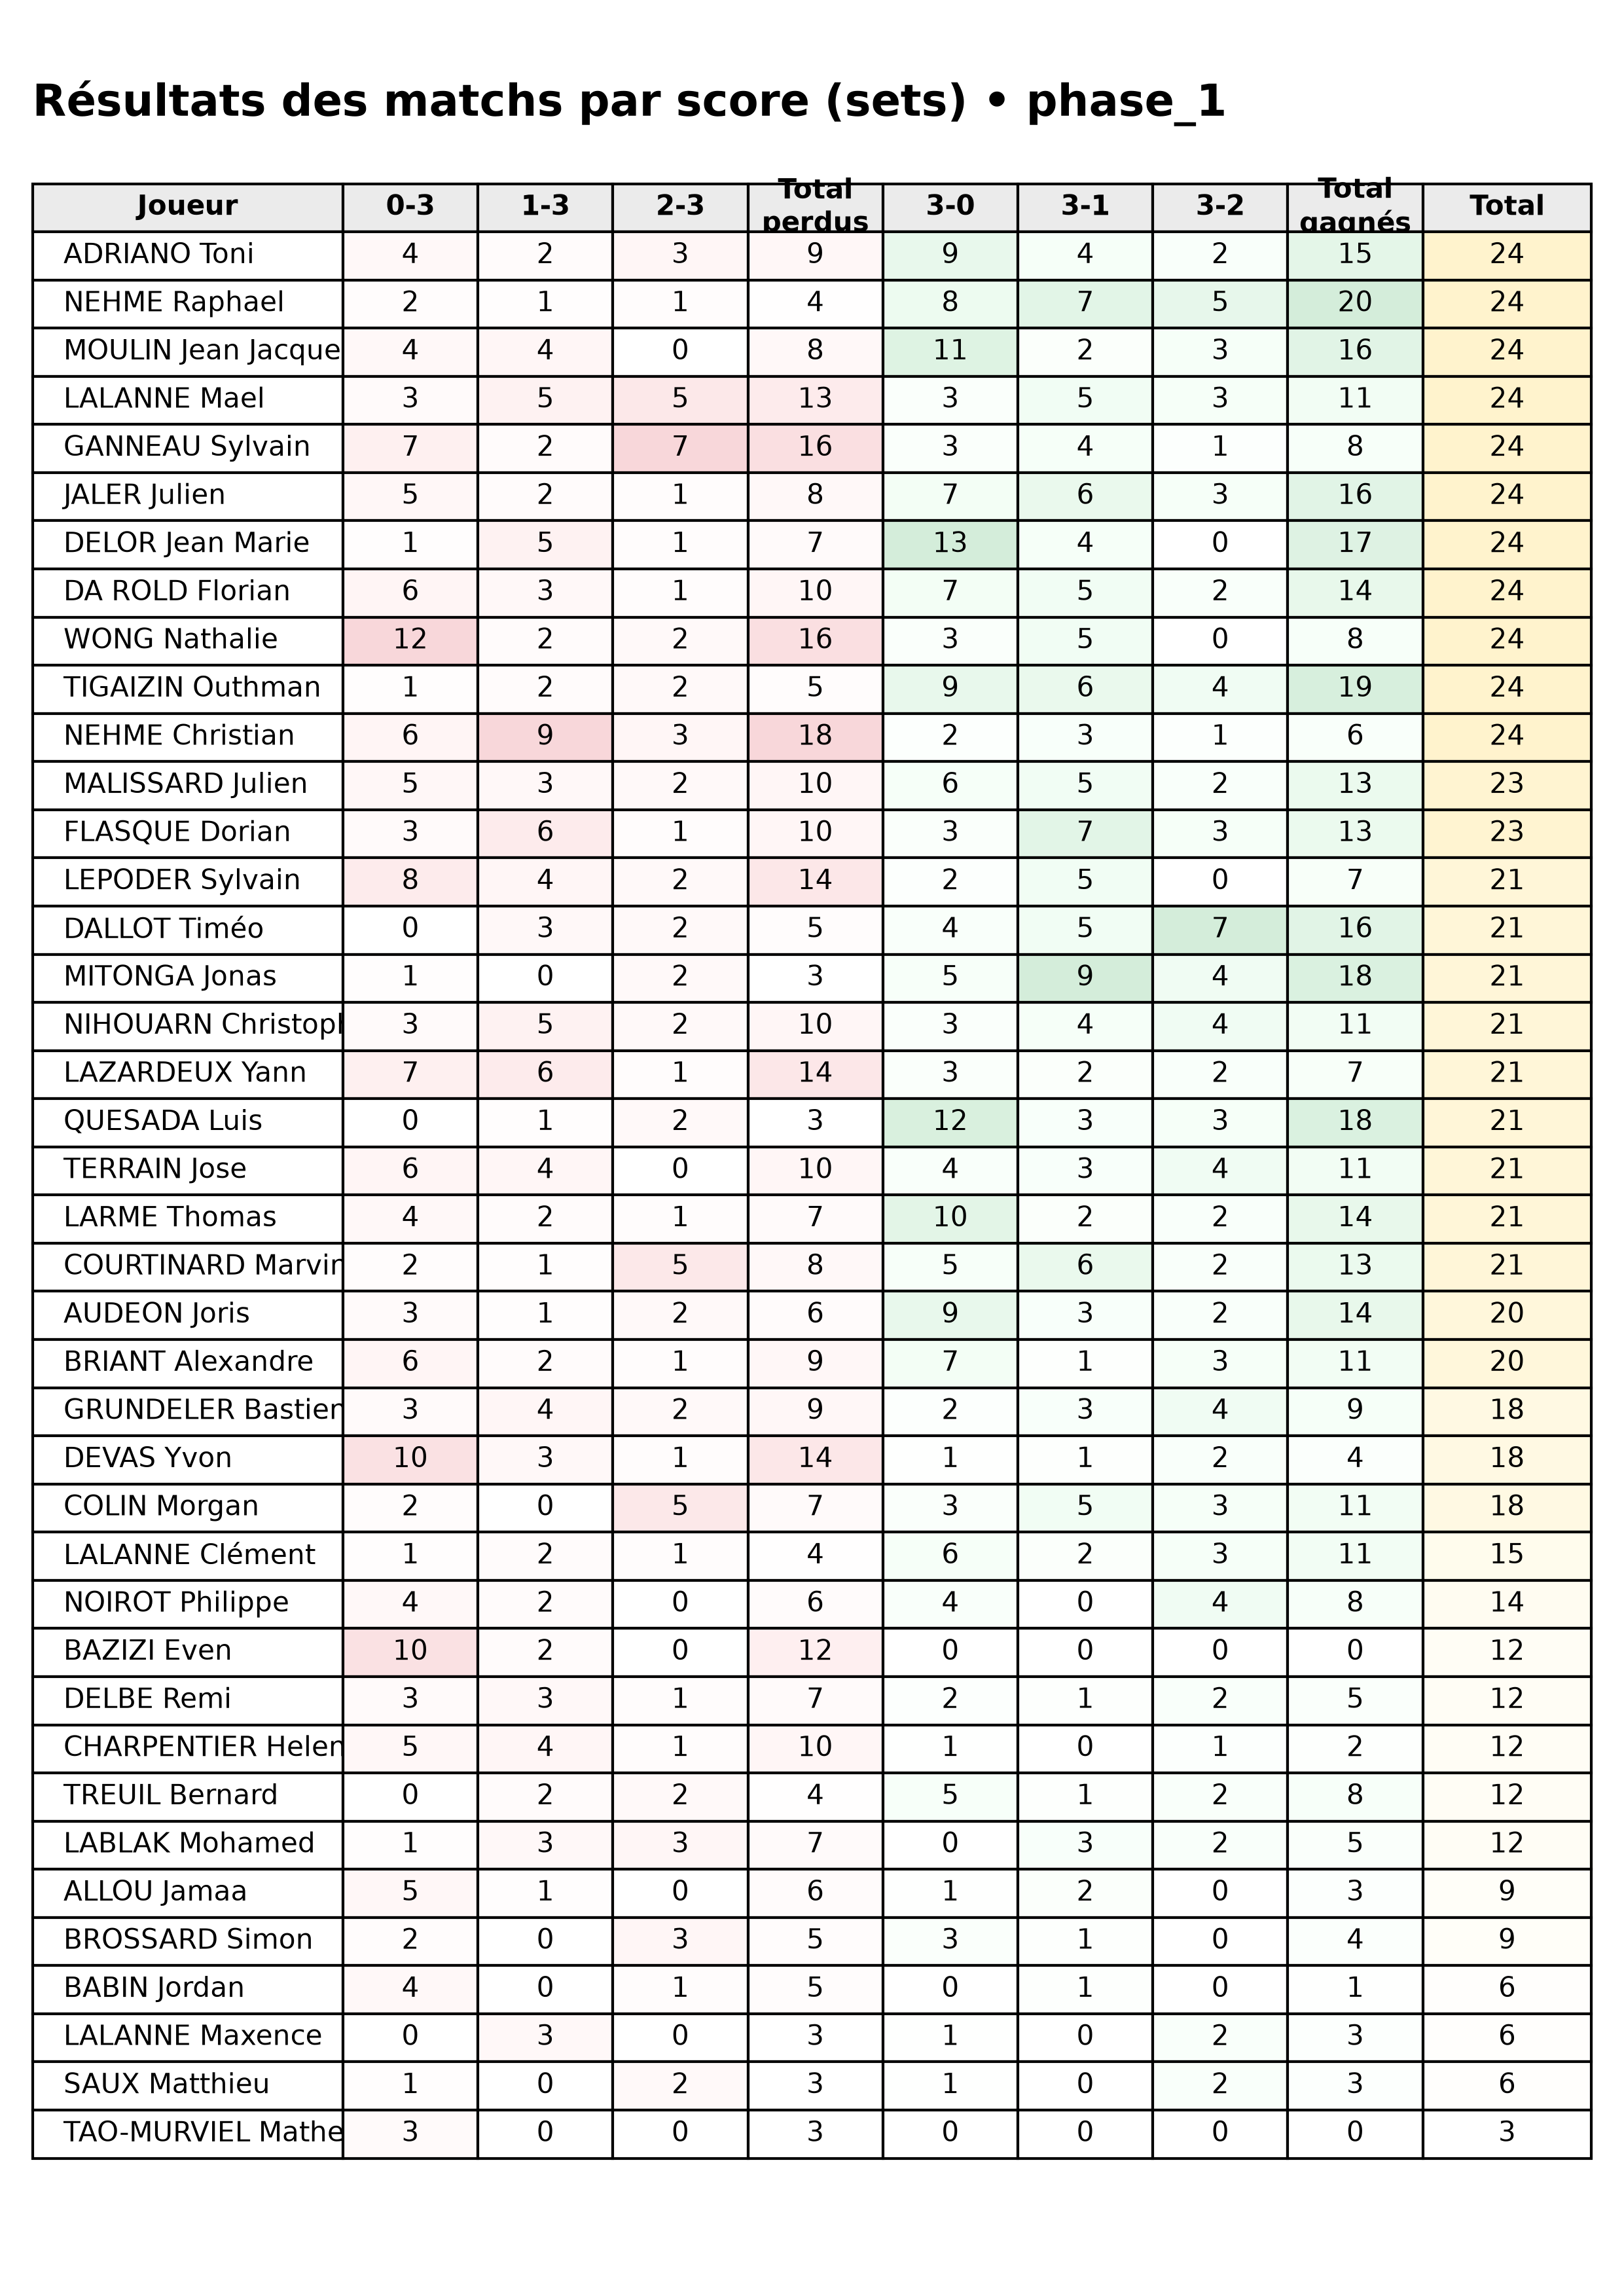 Résultats des matchs par score (sets) • phase_1
Joueur 0-3 1-3 2-3 Total perdus 3-0 3-1 3-2 Total gagnés Total
ADRIANO Toni 4 2 3 9 9 4 2 15 24
NEHME Raphael 2 1 1 4 8 7 5 20 24
MOULIN Jean Jacque 4 4 0 8 11 2 3 16 24
LALANNE Mael 3 5 5 13 3 5 3 11 24
GANNEAU Sylvain 7 2 7 16 3 4 1 8 24
JALER Julien 5 2 1 8 7 6 3 16 24
DELOR Jean Marie 1 5 1 7 13 4 0 17 24
DA ROLD Florian 6 3 1 10 7 5 2 14 24
WONG Nathalie 12 2 2 16 3 5 0 8 24
TIGAIZIN Outhman 1 2 2 5 9 6 4 19 24
NEHME Christian 6 9 3 18 2 3 1 6 24
MALISSARD Julien 5 3 2 10 6 5 2 13 23
FLASQUE Dorian 3 6 1 10 3 7 3 13 23
LEPODER Sylvain 8 4 2 14 2 5 0 7 21
DALLOT Timéo 0 3 2 5 4 5 7 16 21
MITONGA Jonas 1 0 2 3 5 9 4 18 21
NIHOUARN Christoph 3 5 2 10 3 4 4 11 21
LAZARDEUX Yann 7 6 1 14 3 2 2 7 21
QUESADA Luis 0 1 2 3 12 3 3 18 21
TERRAIN Jose 6 4 0 10 4 3 4 11 21
LARME Thomas 4 2 1 7 10 2 2 14 21
COURTINARD Marvin 2 1 5 8 5 6 2 13 21
AUDEON Joris 3 1 2 6 9 3 2 14 20
BRIANT Alexandre 6 2 1 9 7 1 3 11 20
GRUNDELER Bastien 3 4 2 9 2 3 4 9 18
DEVAS Yvon 10 3 1 14 1 1 2 4 18
COLIN Morgan 2 0 5 7 3 5 3 11 18
LALANNE Clément 1 2 1 4 6 2 3 11 15
NOIROT Philippe 4 2 0 6 4 0 4 8 14
BAZIZI Even 10 2 0 12 0 0 0 0 12
DELBE Remi 3 3 1 7 2 1 2 5 12
CHARPENTIER Helen 5 4 1 10 1 0 1 2 12
TREUIL Bernard 0 2 2 4 5 1 2 8 12
LABLAK Mohamed 1 3 3 7 0 3 2 5 12
ALLOU Jamaa 5 1 0 6 1 2 0 3 9
BROSSARD Simon 2 0 3 5 3 1 0 4 9
BABIN Jordan 4 0 1 5 0 1 0 1 6
LALANNE Maxence 0 3 0 3 1 0 2 3 6
SAUX Matthieu 1 0 2 3 1 0 2 3 6
TAO-MURVIEL Mathe 3 0 0 3 0 0 0 0 3